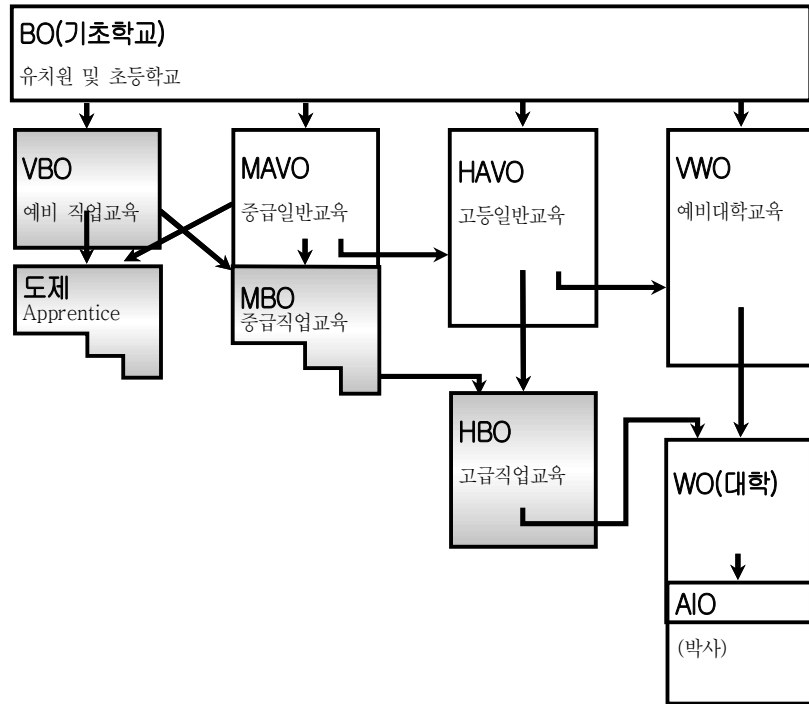 BO(기초학교)
유치원 및 초등학교
VBO
예비 직업교육
MAVO
중급일반교육
HAVO
고등일반교육
VWO
예비대학교육
도제
Apprentice
MBO
중급직업교육
HBO
고급직업교육
WO(대학)
AIO
(박사)